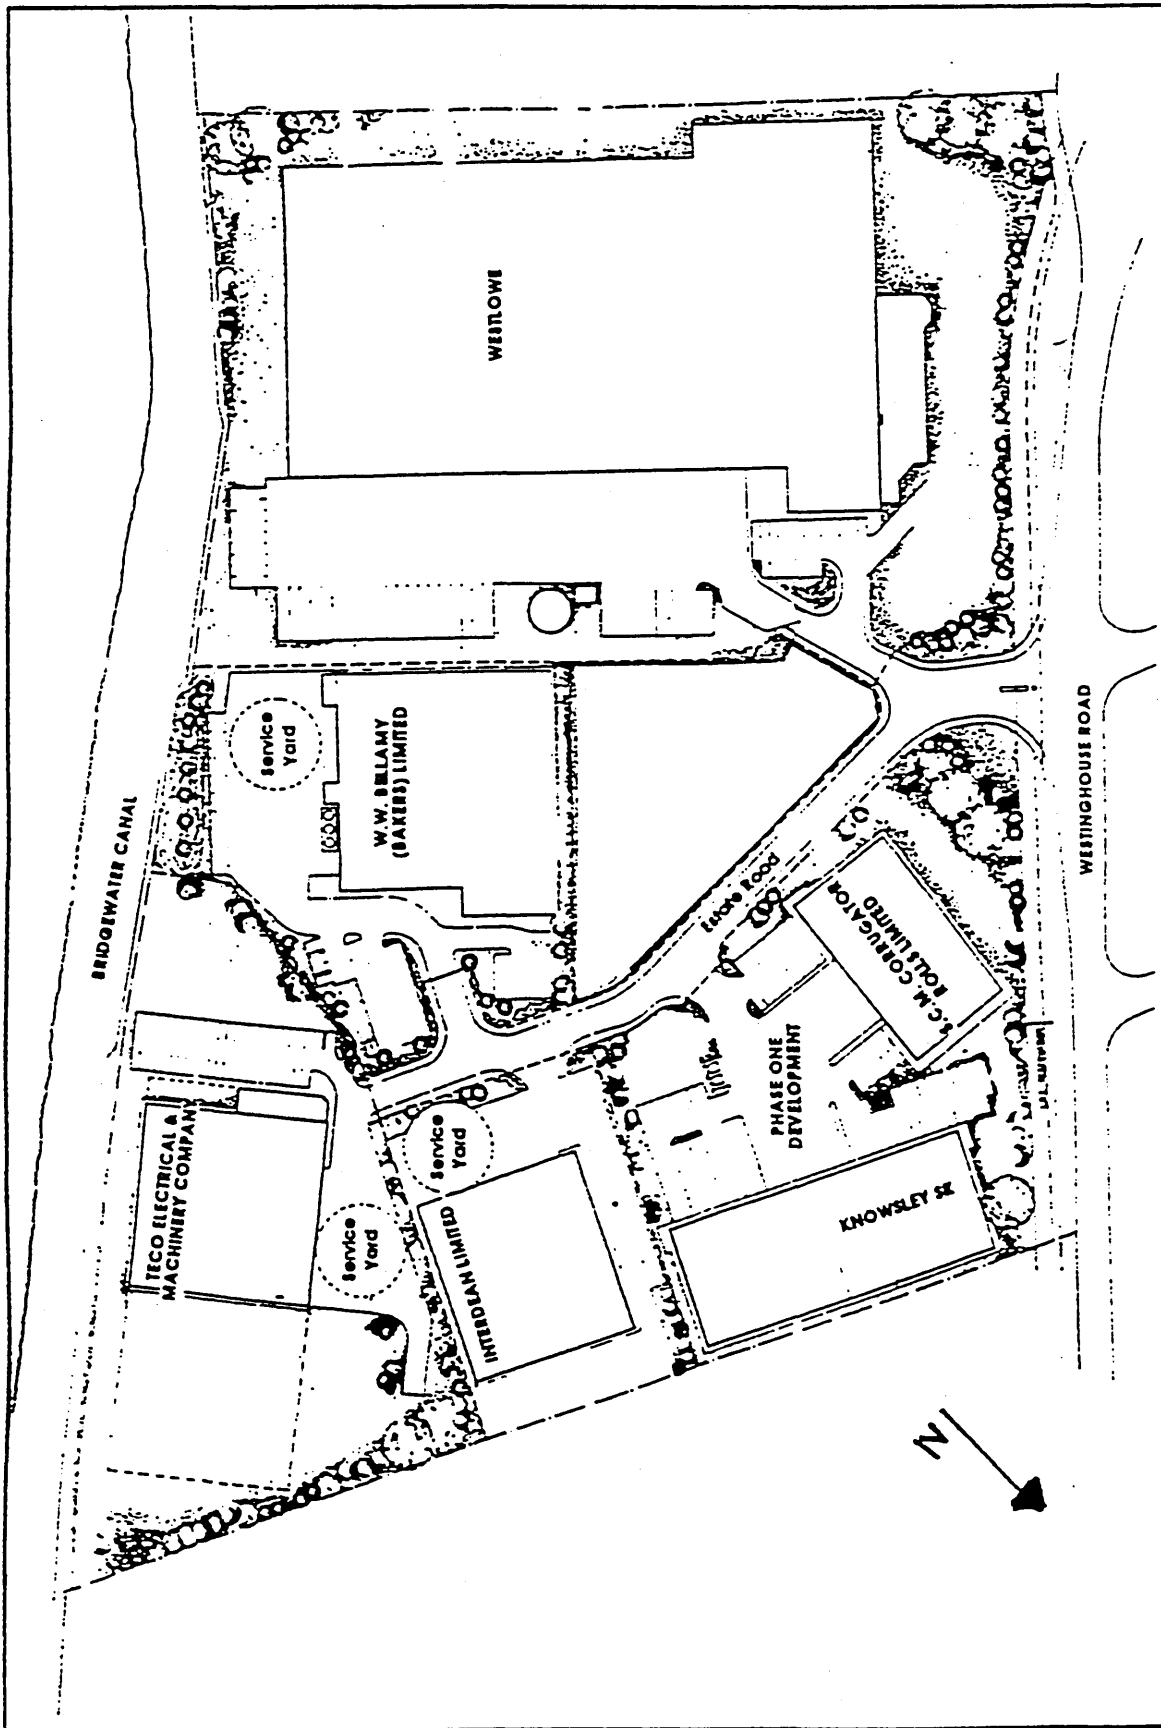 WESTLOWE
Service
Yard
W.W. BELLAMY
(BAKERS) LIMITED
BRIDGEWATER CANAL
WESTINGHOUSE ROAD
Estate Road
S.C.M. CORRUGATOR
ROLLS LIMITED
PHASE ONE
DEVELOPMENT
TECO ELECTRICAL &
MACHINERY COMPANY
Service
Yard
Service
Yard
INTERDEAN LIMITED
KNOWSLEY SK
N